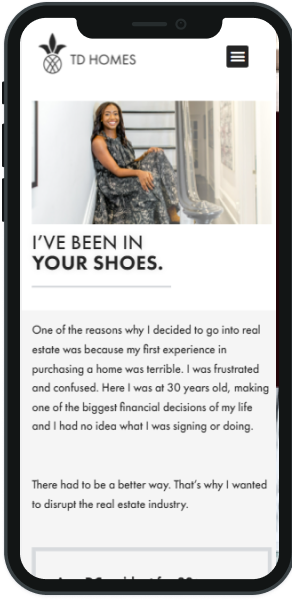 TD HOMES
I'VE BEEN IN
YOUR SHOES.
One of the reasons why I decided to go into real
estate was because my first experience in
purchasing a home was terrible. I was frustrated
and confused. Here I was at 30 years old, making
one of the biggest financial decisions of my life
and I had no idea what I was signing or doing.
There had to be a better way. That's why I wanted
to disrupt the real estate industry.